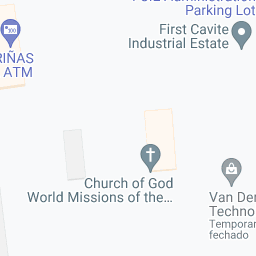 Parking Lot
First Cavite
Industrial Estate
RIÑAS
ATM
Church of God
World Missions of the...
Van Der
Techno
Temporar
fechado